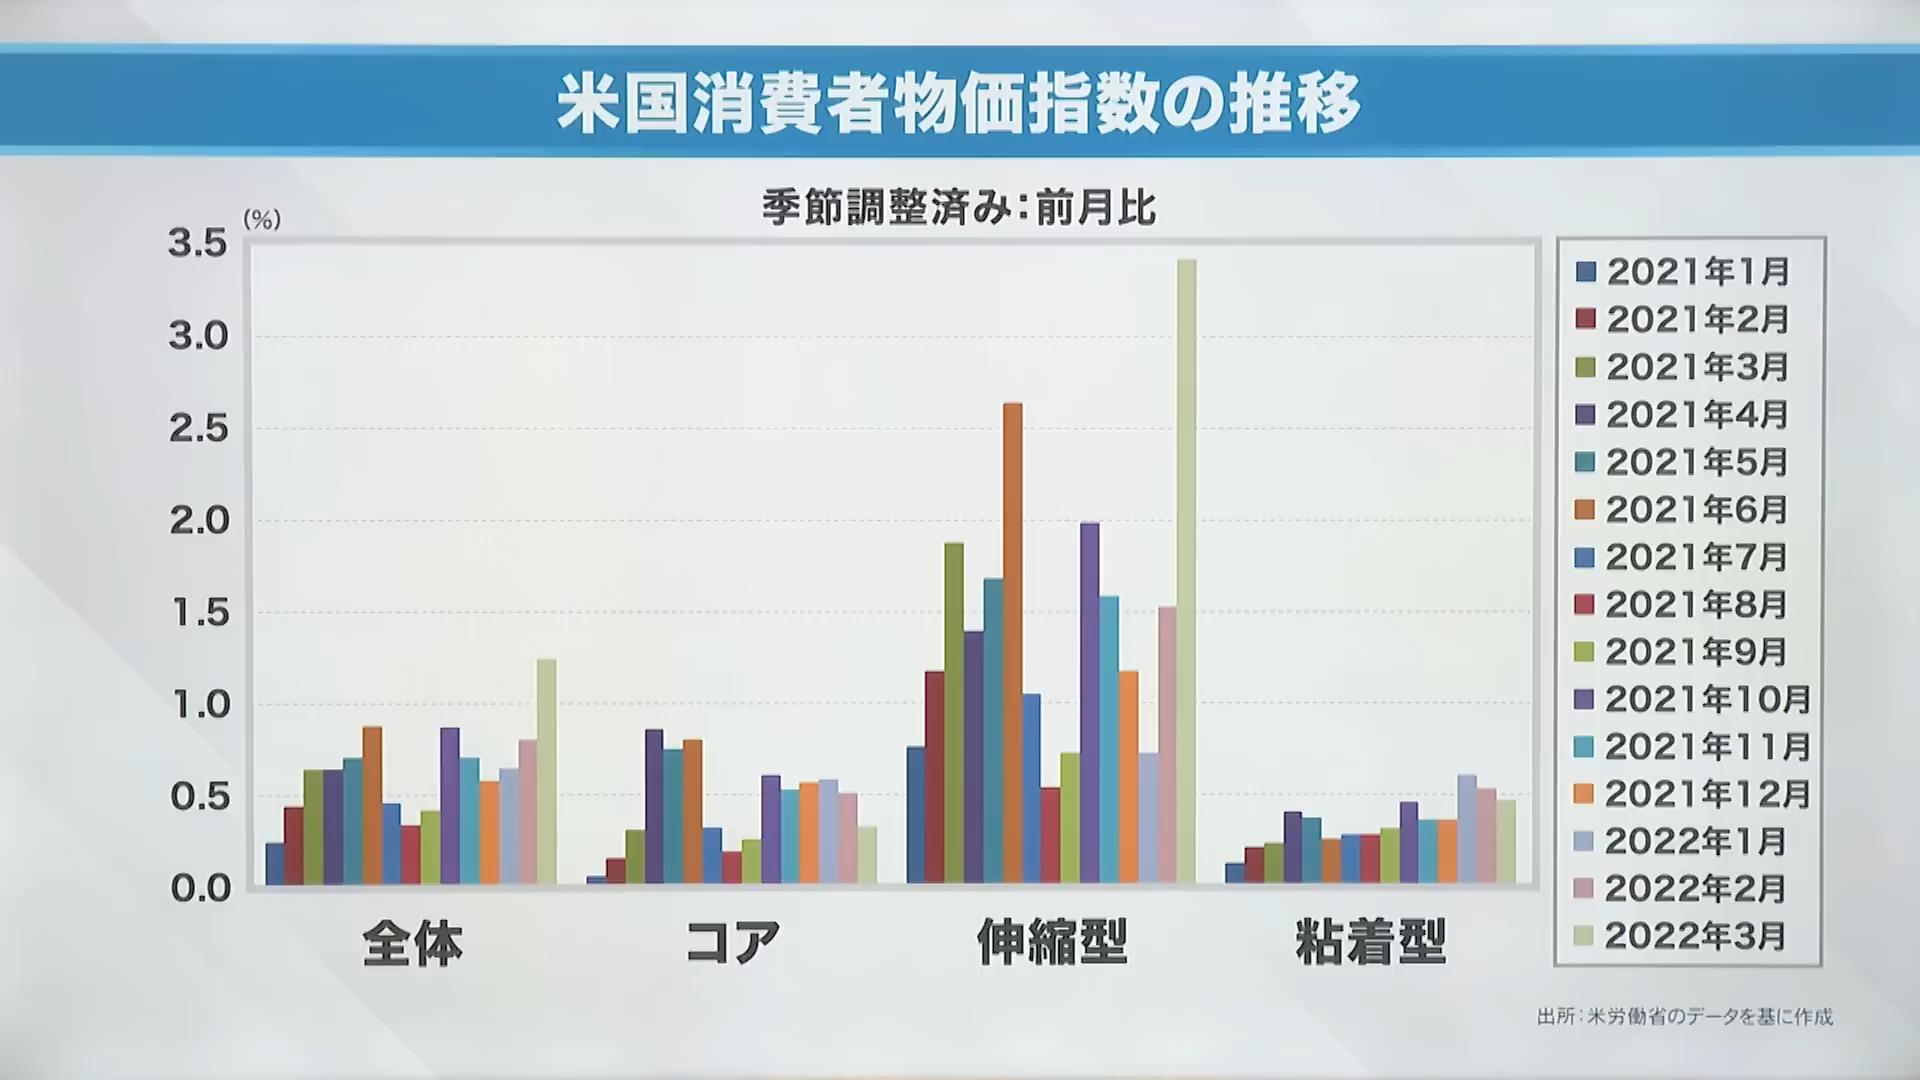 米国消費者物価指数の推移
季節調整済み：前月比
(%)
3.5
3.0
2.5
2.0
1.5
1.0
0.5
0.0
全体
コア
伸縮型
粘着型
2021年1月
2021年2月
2021年3月
2021年4月
2021年5月
2021年6月
2021年7月
2021年8月
2021年9月
2021年10月
2021年11月
2021年12月
2022年1月
2022年2月
2022年3月
出所：米労働省のデータを基に作成